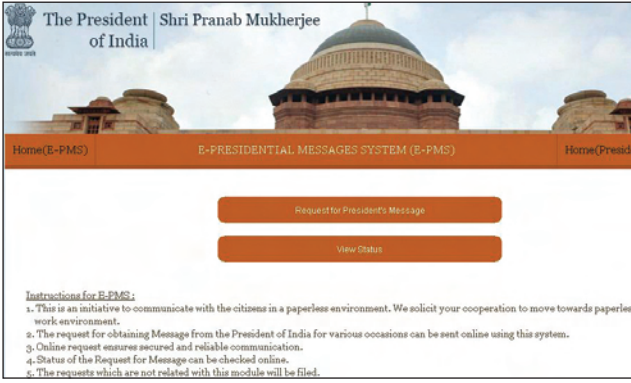 The President
of India
Shri Pranab Mukherjee
सत्यमेव जयते
Home(E-PMS)
E-PRESIDENTIAL MESSAGES SYSTEM (E-PMS)
Home(Presid
Request for President's Message
View Status
Instructions for E-PMS :
1. This is an initiative to communicate with the citizens in a paperless environment. We solicit your cooperation to move towards paperles
work environment.
2. The request for obtaining Message from the President of India for various occasions can be sent online using this system.
3. Online request ensures secured and reliable communication.
4. Status of the Request for Message can be checked online.
5. The requests which are not related with this module will be filed.